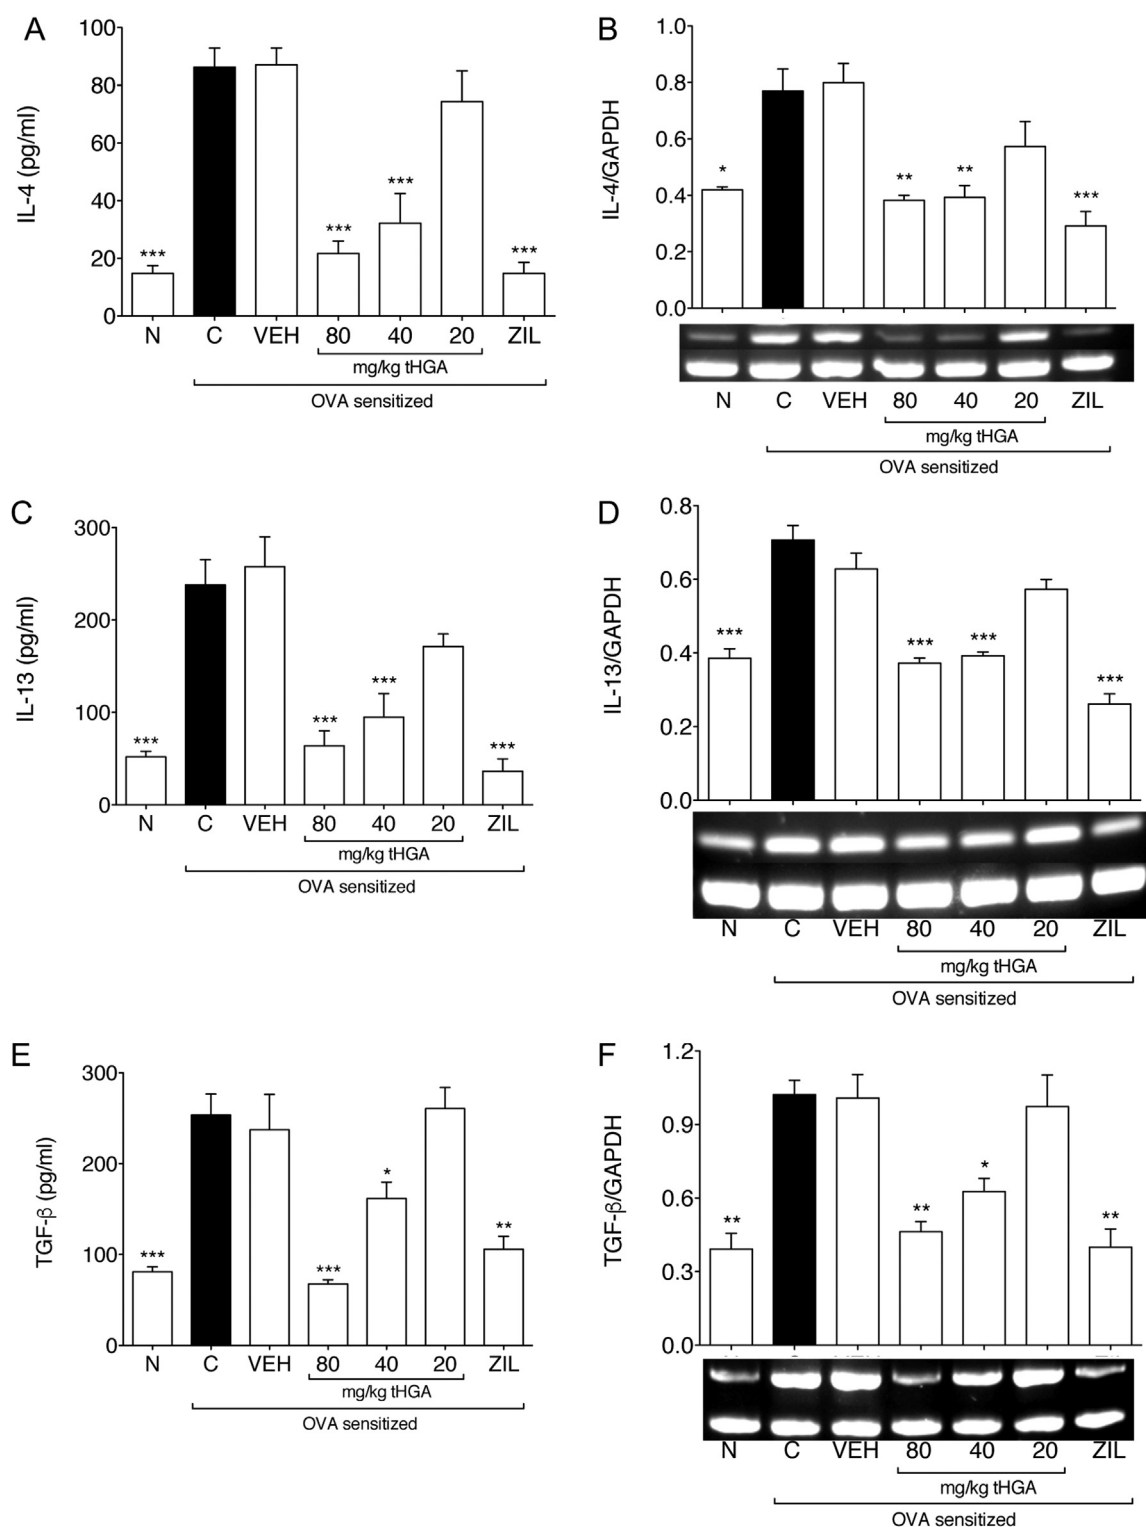 A
IL-4 (pg/ml)
100
80
60
40
20
0
***
***
***
***
N C VEH 80 40 20 ZIL
mg/kg tHGA
OVA sensitized
B
IL-4/GAPDH
1.0
0.8
0.6
0.4
0.2
0.0
*
**
**
***
N C VEH 80 40 20 ZIL
mg/kg tHGA
OVA sensitized
C
IL-13 (pg/ml)
300
200
100
0
***
***
***
***
N C VEH 80 40 20 ZIL
mg/kg tHGA
OVA sensitized
D
IL-13/GAPDH
0.8
0.6
0.4
0.2
0.0
***
***
***
***
N C VEH 80 40 20 ZIL
mg/kg tHGA
OVA sensitized
E
TGF-β (pg/ml)
300
200
100
0
***
***
*
**
N C VEH 80 40 20 ZIL
mg/kg tHGA
OVA sensitized
F
TGF-β/GAPDH
1.2
0.9
0.6
0.3
0.0
**
**
*
**
N C VEH 80 40 20 ZIL
mg/kg tHGA
OVA sensitized